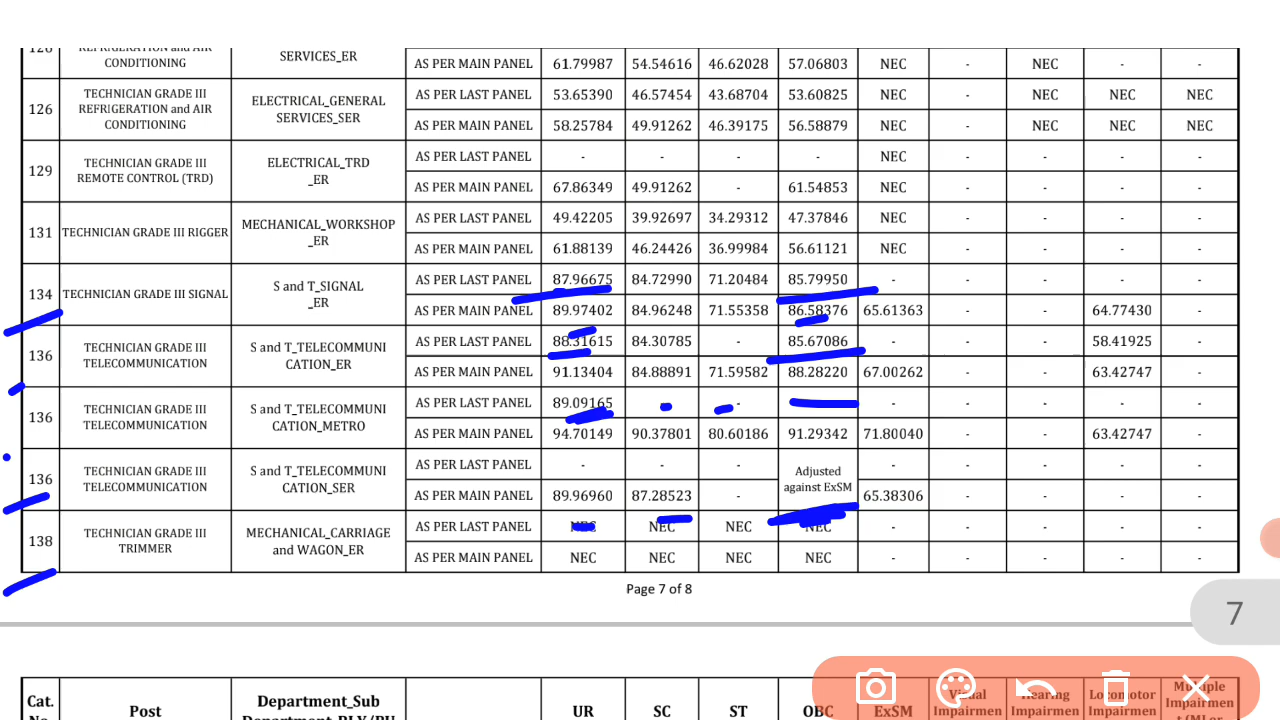 126 REFRIGERATION and AIR
CONDITIONING SERVICES_ER AS PER MAIN PANEL 61.79987 54.54616 46.62028 57.06803 NEC - NEC - -
126 TECHNICIAN GRADE III REFRIGERATION and AIR CONDITIONING ELECTRICAL_GENERAL SERVICES_SER AS PER LAST PANEL 53.65390 46.57454 43.68704 53.60825 NEC - NEC NEC NEC
AS PER MAIN PANEL 58.25784 49.91262 46.39175 56.58879 NEC - NEC NEC NEC
129 TECHNICIAN GRADE III REMOTE CONTROL (TRD) ELECTRICAL_TRD _ER AS PER LAST PANEL - - - - NEC - - - -
AS PER MAIN PANEL 67.86349 49.91262 - 61.54853 NEC - - - -
131 TECHNICIAN GRADE III RIGGER MECHANICAL_WORKSHOP _ER AS PER LAST PANEL 49.42205 39.92697 34.29312 47.37846 NEC - - - -
AS PER MAIN PANEL 61.88139 46.24426 36.99984 56.61121 NEC - - - -
134 TECHNICIAN GRADE III SIGNAL S and T_SIGNAL _ER AS PER LAST PANEL 87.96675 84.72990 71.20484 85.79950 - - - - -
AS PER MAIN PANEL 89.97402 84.96248 71.55358 86.58376 65.61363 - - 64.77430 -
136 TECHNICIAN GRADE III TELECOMMUNICATION S and T_TELECOMMUNI CATION_ER AS PER LAST PANEL 88.31615 84.30785 - 85.67086 - - - 58.41925 -
AS PER MAIN PANEL 91.13404 84.88891 71.59582 88.28220 67.00262 - - 63.42747 -
136 TECHNICIAN GRADE III TELECOMMUNICATION S and T_TELECOMMUNI CATION_METRO AS PER LAST PANEL 89.09165 - - - - - - - -
AS PER MAIN PANEL 94.70149 90.37801 80.60186 91.29342 71.80040 - - 63.42747 -
136 TECHNICIAN GRADE III TELECOMMUNICATION S and T_TELECOMMUNI CATION_SER AS PER LAST PANEL - - - Adjusted against ExSM - - - - -
AS PER MAIN PANEL 89.96960 87.28523 - 65.38306 - - - -
138 TECHNICIAN GRADE III TRIMMER MECHANICAL_CARRIAGE and WAGON_ER AS PER LAST PANEL NEC NEC NEC NEC - - - - -
AS PER MAIN PANEL NEC NEC NEC NEC - - - - -
Page 7 of 8
7
Cat. No. Post Department_Sub Department_RLY/PU UR SC ST OBC ExSM Visual Impairmen Hearing Impairmen Locomotor Impairmen Multiple Impairmen t (MI or